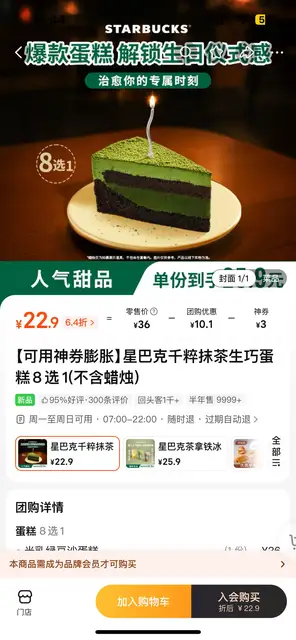 5
STARBUCKS
爆款蛋糕 解锁生日仪式感
治愈你的专属时刻
8选1
人气甜品
单份到手
封面 1/1
¥22.9 6.4折 >
=
零售价
¥36
–
团购优惠
¥10.1
–
神券
¥3
【可用神券膨胀】星巴克千粹抹茶生巧蛋
糕8选1(不含蜡烛)
新品 95%好评·300条评价 回头客1千+ 半年售 9999+
周一至周日可用 · 07:00-22:00 · 随时退 · 过期自动退 >
星巴克千粹抹茶
¥22.9
星巴克茶拿铁冰
¥25.9
全
部
团购详情
蛋糕 8选1
(1份) ¥36
本商品需成为品牌会员才可购买 >
门店
加入购物车
入会购买
折后 ¥22.9